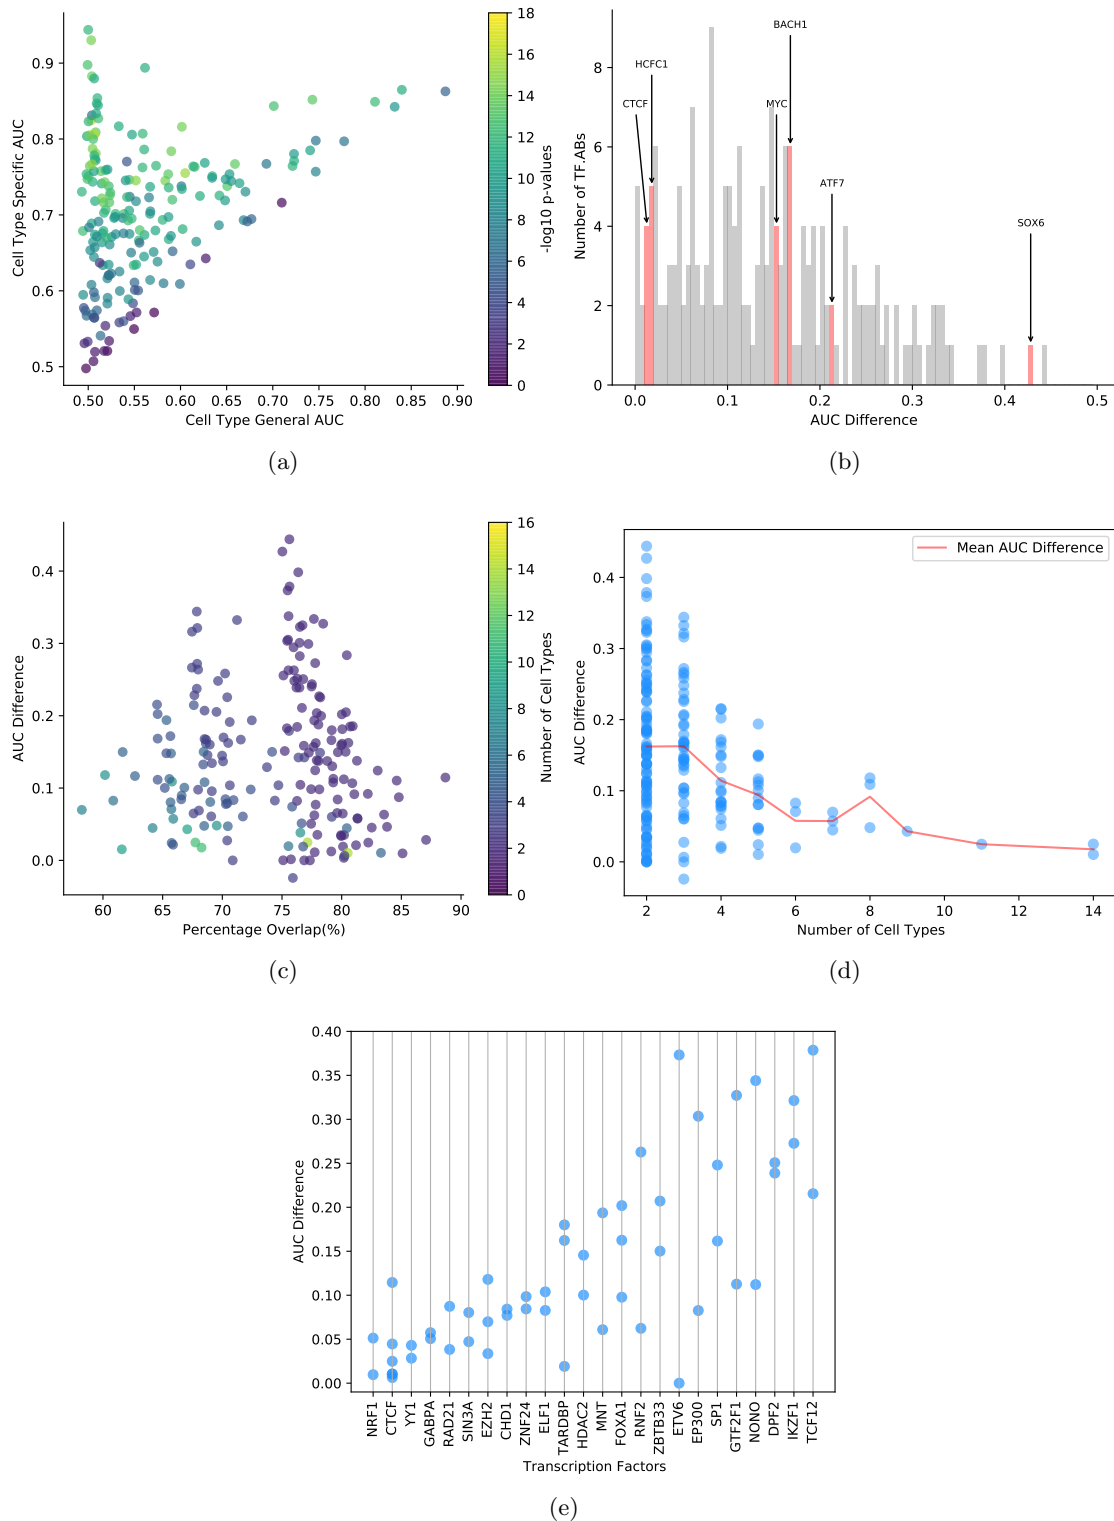 0.9
0.8
0.7
0.6
0.5
Cell Type Specific AUC
0.50 0.55 0.60 0.65 0.70 0.75 0.80 0.85 0.90
Cell Type General AUC
18
16
14
12
10
8
6
4
2
0
-log10 p-values
(a)
8
6
4
2
0
Number of TF.ABs
CTCF
HCFC1
MYC
BACH1
ATF7
SOX6
0.0 0.1 0.2 0.3 0.4 0.5
AUC Difference
(b)
0.4
0.3
0.2
0.1
0.0
AUC Difference
60 65 70 75 80 85 90
Percentage Overlap(%)
16
14
12
10
8
6
4
2
0
Number of Cell Types
(c)
Mean AUC Difference
0.4
0.3
0.2
0.1
0.0
AUC Difference
2 4 6 8 10 12 14
Number of Cell Types
(d)
0.40
0.35
0.30
0.25
0.20
0.15
0.10
0.05
0.00
AUC Difference
NRF1
CTCF
YY1
GABPA
RAD21
SIN3A
EZH2
CHD1
ZNF24
ELF1
TARDBP
HDAC2
MNT
FOXA1
RNF2
ZBTB33
ETV6
EP300
SP1
GTF2F1
NONO
DPF2
IKZF1
TCF12
Transcription Factors
(e)